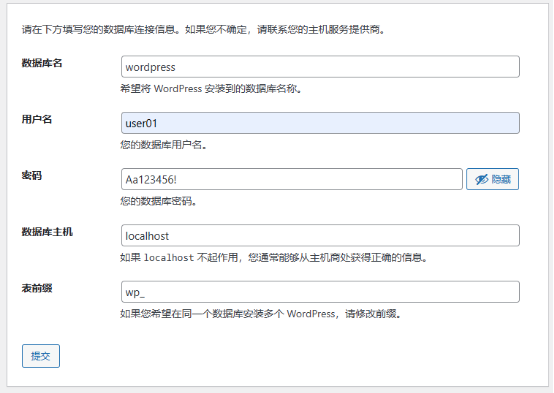 请在下方填写您的数据库连接信息。如果您不确定，请联系您的主机服务提供商。
数据库名
wordpress
希望将 WordPress 安装到的数据库名称。
用户名
user01
您的数据库用户名。
密码
Aa123456!
隐藏
您的数据库密码。
数据库主机
localhost
如果 localhost 不起作用，您通常能够从主机商处获得正确的信息。
表前缀
wp_
如果您希望在同一个数据库安装多个 WordPress，请修改前缀。
提交